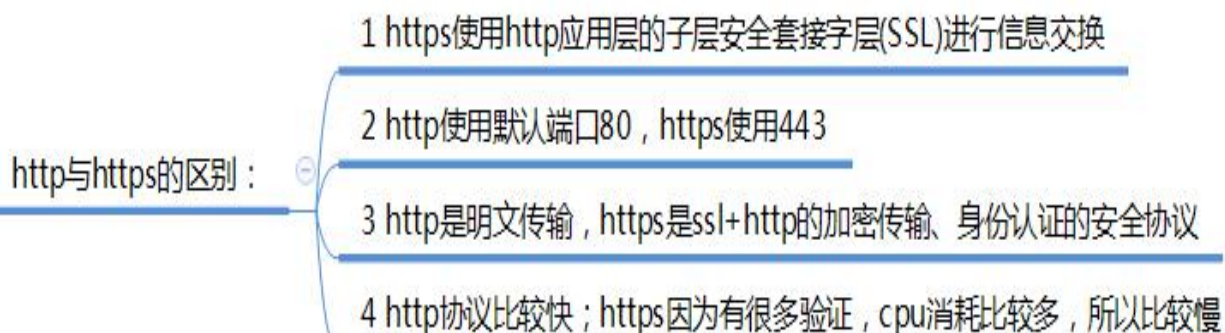 http与https的区别：
1 https使用http应用层的子层安全套接字层(SSL)进行信息交换
2 http使用默认端口80，https使用443
3 http是明文传输，https是ssl+http的加密传输、身份认证的安全协议
4 http协议比较快；https因为有很多验证，cpu消耗比较多，所以比较慢